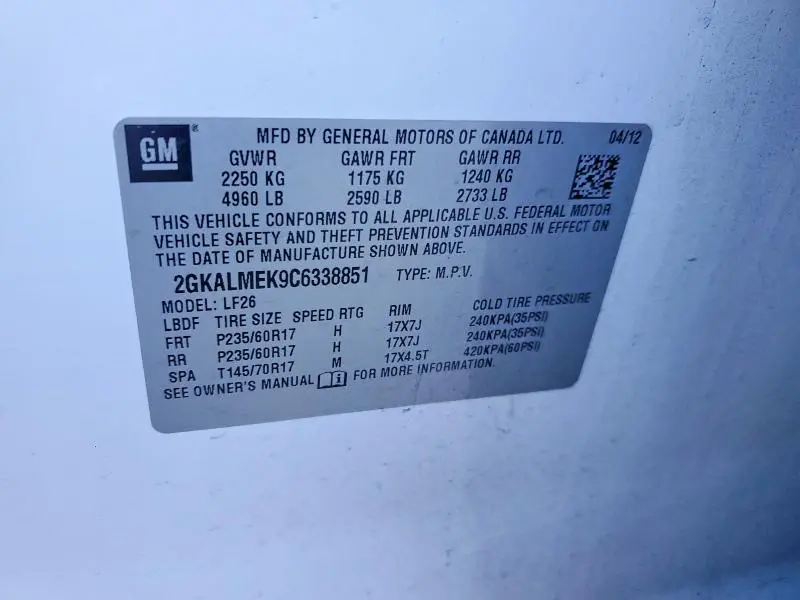 GM
MFD BY GENERAL MOTORS OF CANADA LTD. 04/12
GVWR GAWR FRT GAWR RR
2250 KG 1175 KG 1240 KG
4960 LB 2590 LB 2733 LB
THIS VEHICLE CONFORMS TO ALL APPLICABLE U.S. FEDERAL MOTOR
VEHICLE SAFETY AND THEFT PREVENTION STANDARDS IN EFFECT ON
THE DATE OF MANUFACTURE SHOWN ABOVE.
2GKALMEK9C6338851 TYPE: M.P.V.
MODEL: LF26
LBDF TIRE SIZE SPEED RTG RIM COLD TIRE PRESSURE
FRT P235/60R17 H 17X7J 240KPA(35PSI)
RR P235/60R17 H 17X7J 240KPA(35PSI)
SPA T145/70R17 M 17X4.5T 420KPA(60PSI)
SEE OWNER'S MANUAL FOR MORE INFORMATION.